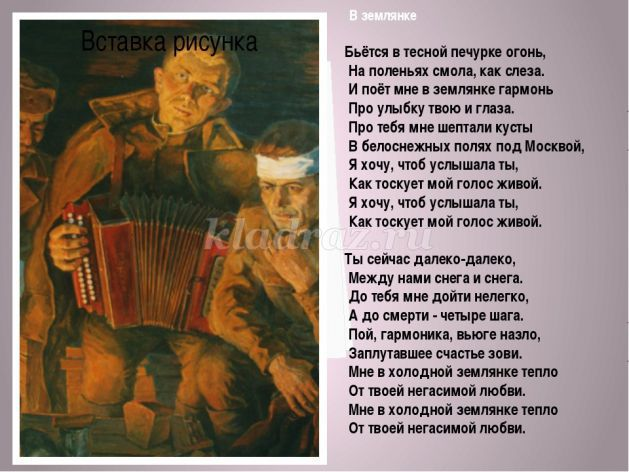 В землянке
Вставка рисунка
Бьётся в тесной печурке огонь,
На поленьях смола, как слеза.
И поёт мне в землянке гармонь
Про улыбку твою и глаза.
Про тебя мне шептали кусты
В белоснежных полях под Москвой,
Я хочу, чтоб услышала ты,
Как тоскует мой голос живой.
Я хочу, чтоб услышала ты,
Как тоскует мой голос живой.
Ты сейчас далеко-далеко,
Между нами снега и снега.
До тебя мне дойти нелегко,
А до смерти - четыре шага.
Пой, гармоника, вьюге назло,
Заплутавшее счастье зови.
Мне в холодной землянке тепло
От твоей негасимой любви.
Мне в холодной землянке тепло
От твоей негасимой любви.
kladraz.ru